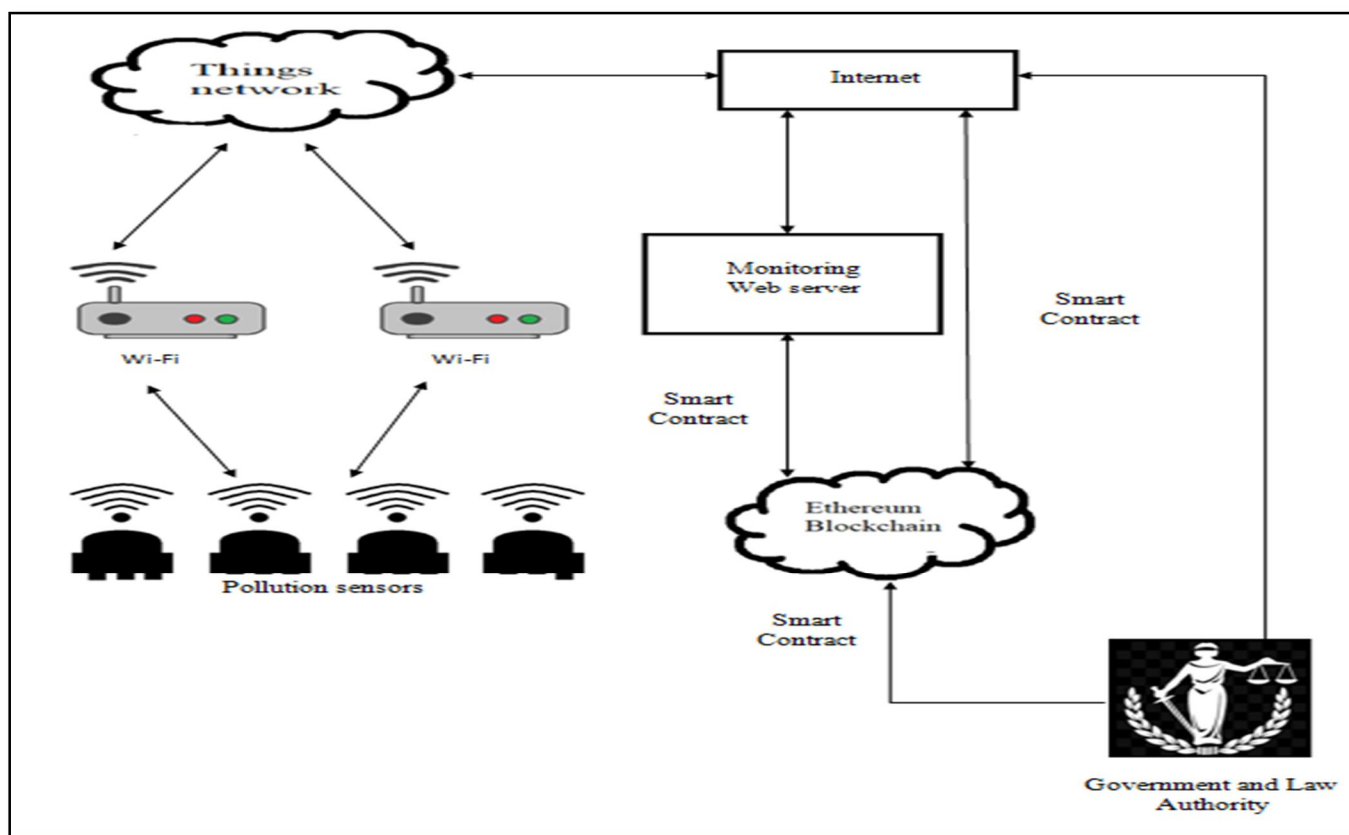 Things
network
Internet
Monitoring
Web server
Smart
Contract
Wi-Fi
Wi-Fi
Smart
Contract
Ethereum
Blockchain
Pollution sensors
Smart
Contract
Government and Law
Authority